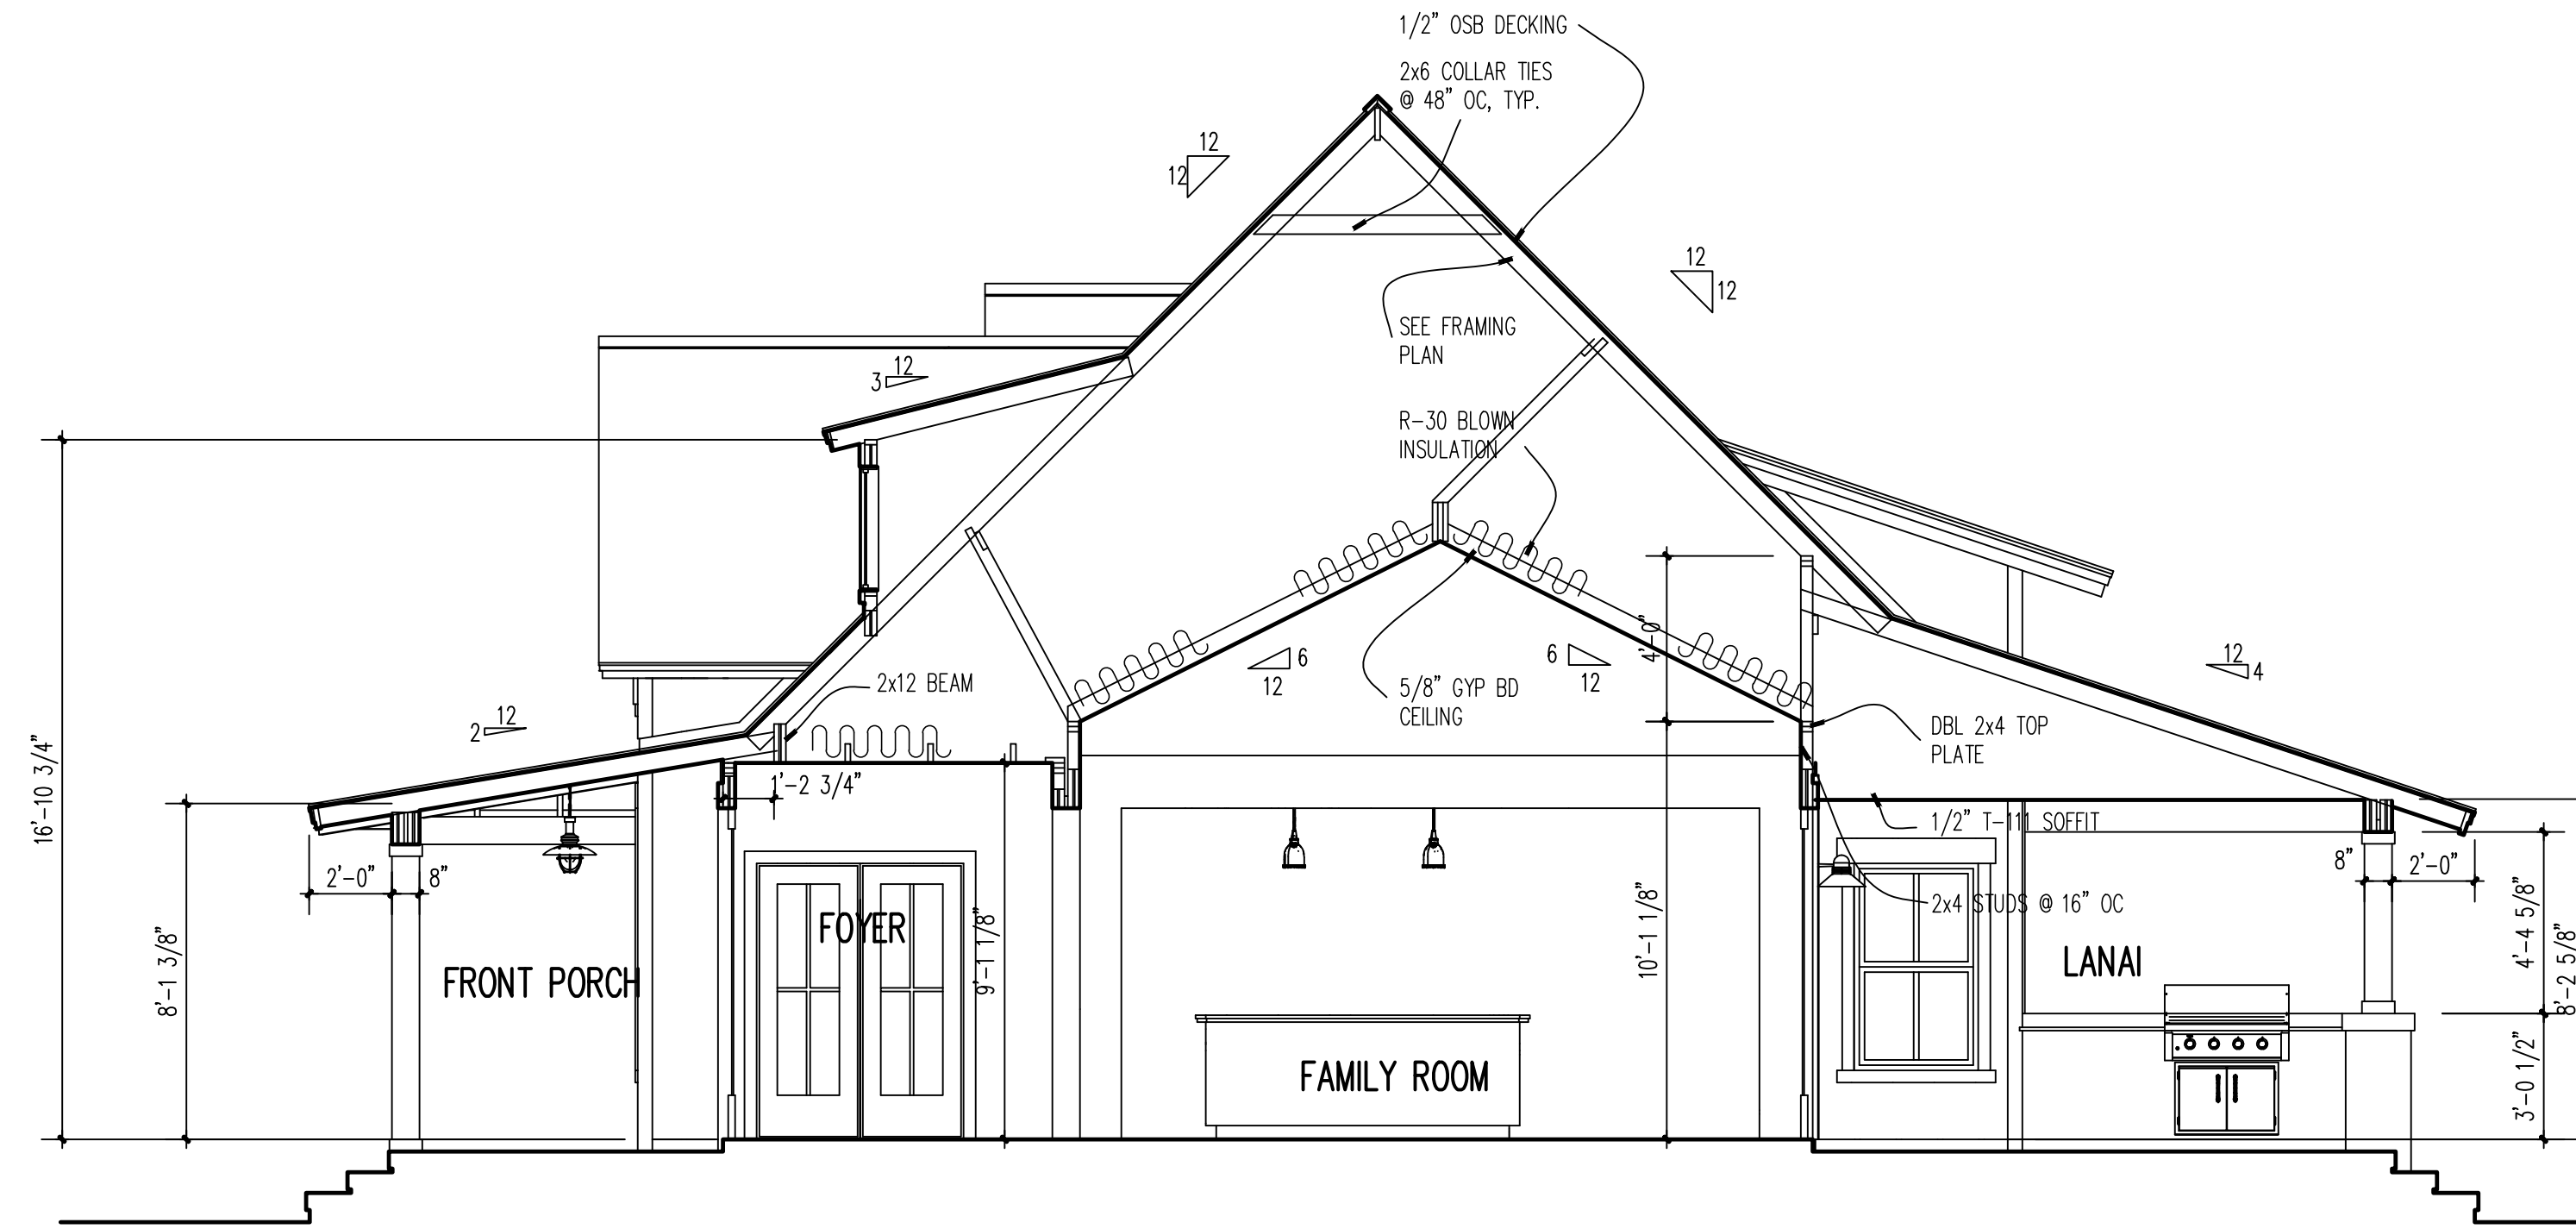 1/2” OSB DECKING
2x6 COLLAR TIES
@ 48” OC, TYP.
12
12
12
12
SEE FRAMING
PLAN
12
3
R-30 BLOWN
INSULATION
16'-10 3/4”
4'-0”
6
12
6
12
12
4
2x12 BEAM
5/8” GYP BD
CEILING
12
2
DBL 2x4 TOP
PLATE
1'-2 3/4”
1/2” T-111 SOFFIT
2'-0”
8”
8”
2'-0”
2x4 STUDS @ 16” OC
FOYER
8'-1 3/8”
9'-1 1/8”
10'-1 1/8”
4'-4 5/8”
8'-2 5/8”
FRONT PORCH
LANAI
FAMILY ROOM
3'-0 1/2”